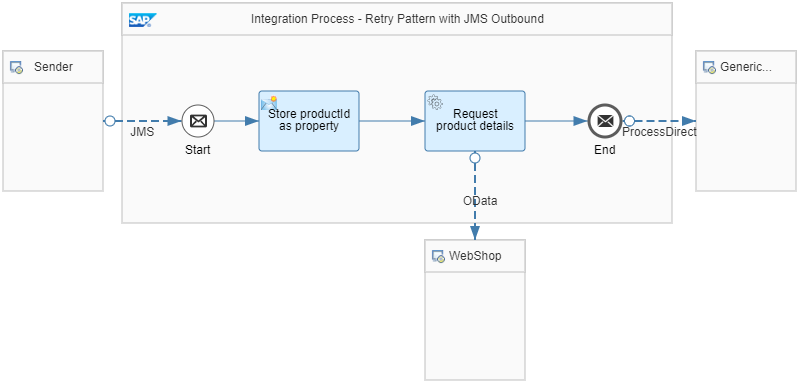 SAP
Integration Process - Retry Pattern with JMS Outbound
Sender
Generic...
Store productId
as property
Request
product details
JMS
ProcessDirect
Start
End
OData
WebShop